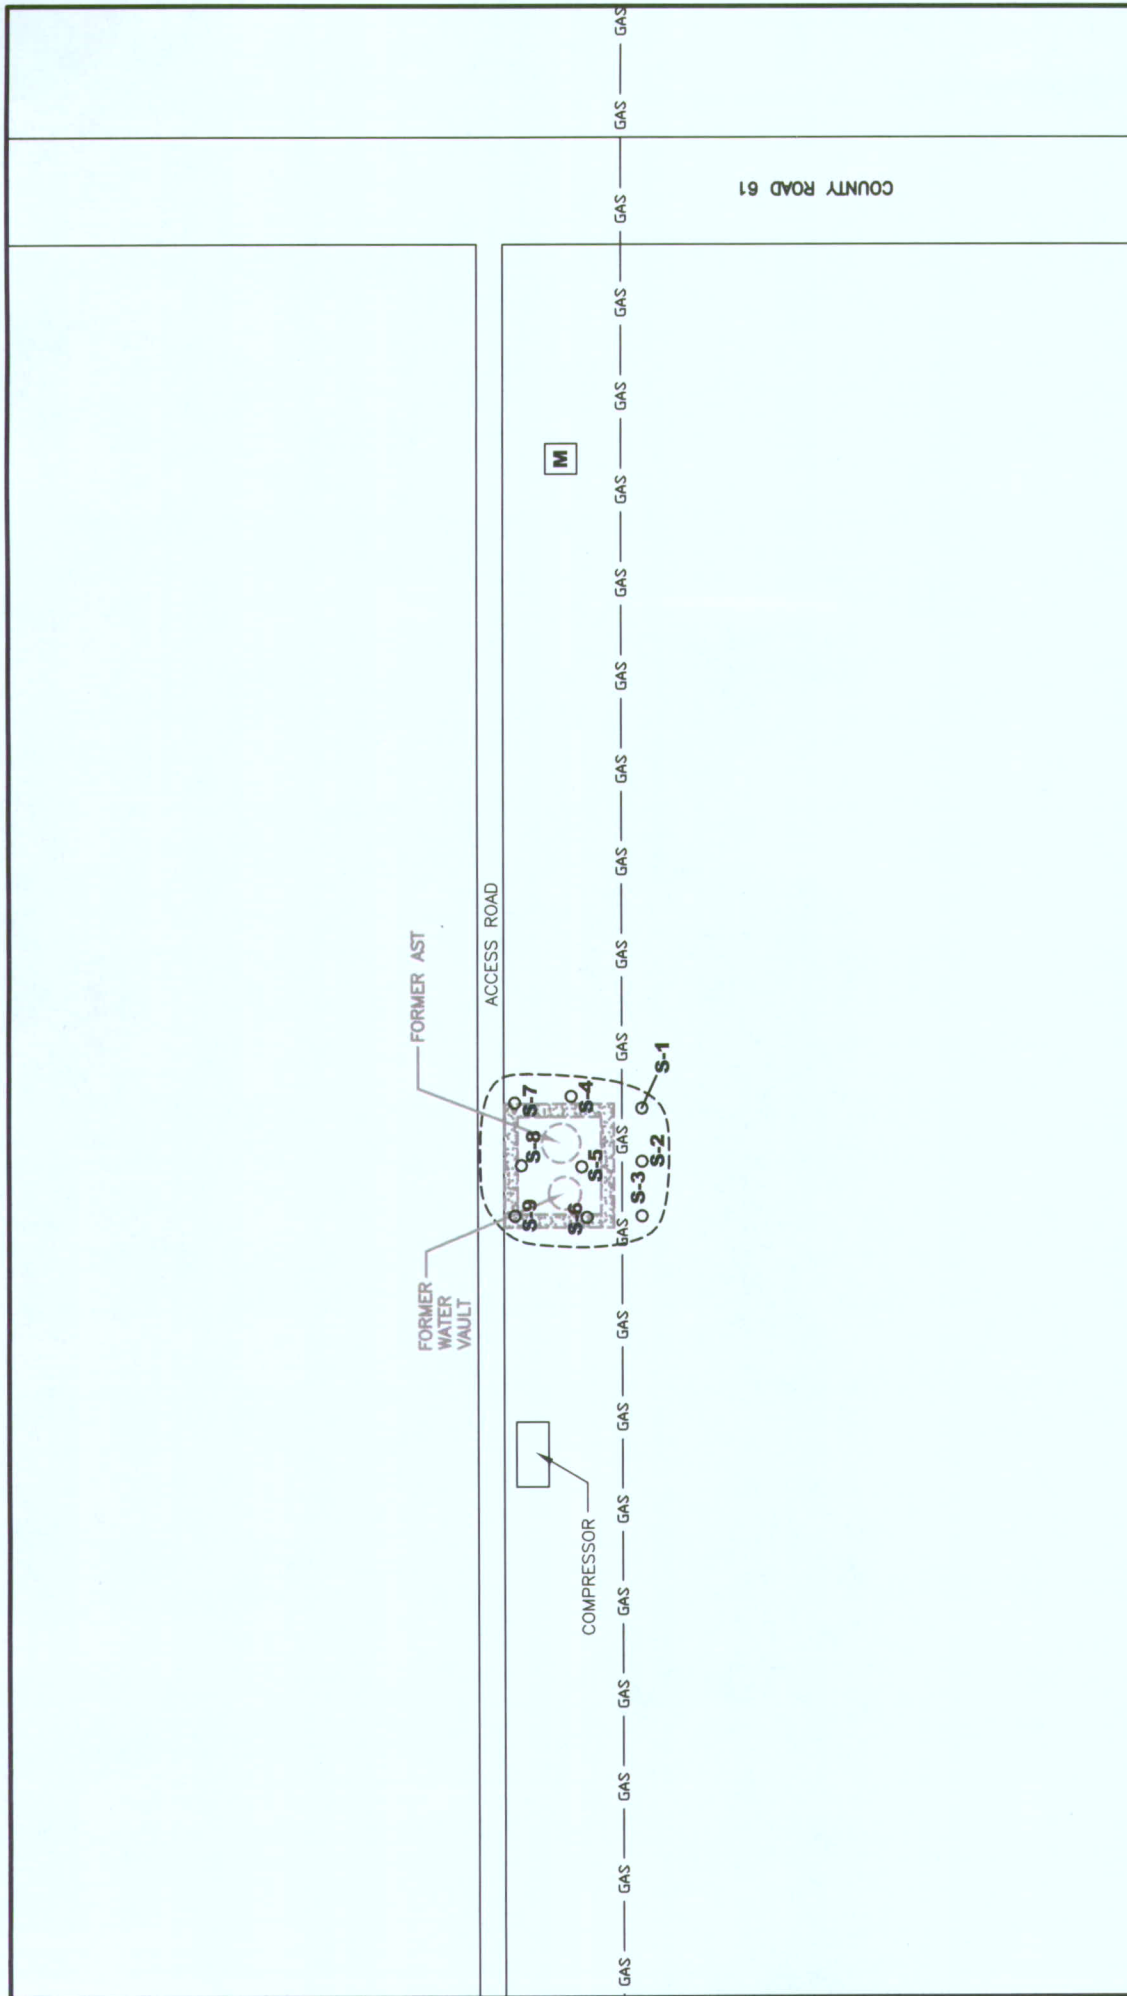 COUNTY ROAD 61
FORMER AST
FORMER
WATER
VAULT
ACCESS ROAD
COMPRESSOR
M
S-9
S-8
S-7
S-6
S-5
S-4
GAS GAS GAS GAS GAS GAS GAS GAS GAS GAS GAS GAS GAS GAS GAS GAS GAS GAS GAS GAS GAS GAS
S-3
S-2
S-1